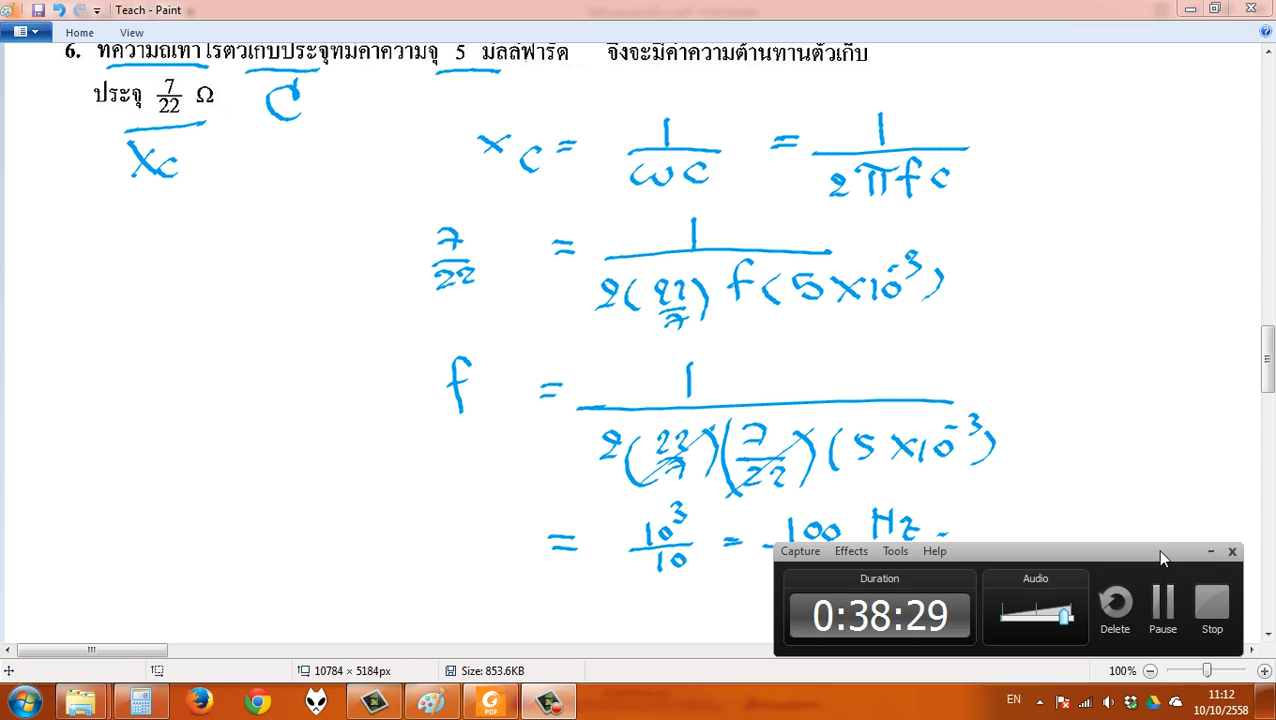 Teach - Paint
Home View
6. ที่ความถี่เท่าไรตัวเก็บประจุที่มีค่าความจุ 5 มิลลิฟารัด จึงจะมีค่าความต้านทานตัวเก็บ
ประจุ 7/22 Ω C
Xc
xC = 1/ωC = 1/2πfC
7/22 = 1/2(22/7)f(5×10^-3)
f = 1/2(22/7)(7/22)(5×10^-3)
= 10^3/10 = 100 Hz
Capture Effects Tools Help
Duration Audio
0:38:29
Delete Pause Stop
10784 × 5184px Size: 853.6KB 100%
PDF EN 11:12
10/10/2558